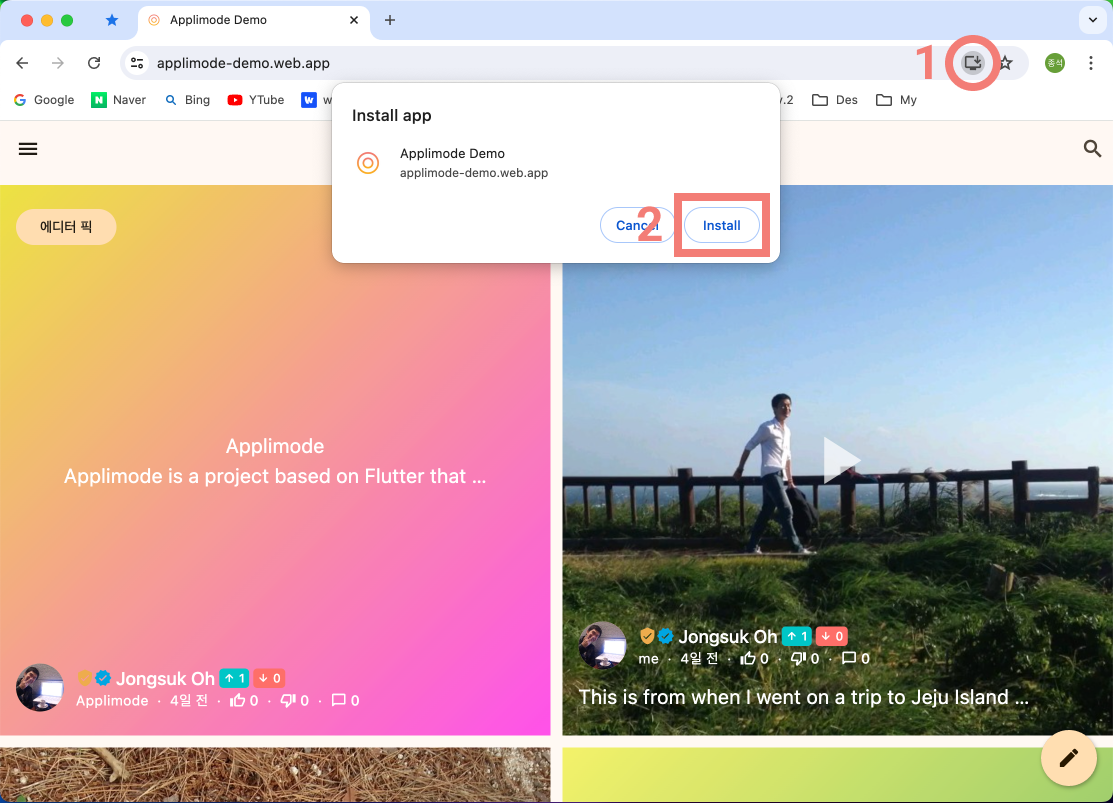 Applimode Demo
applimode-demo.web.app
1
종석
Google
Naver
Bing
YTube
w
.2
Des
My
Install app
Applimode Demo
applimode-demo.web.app
Cancel
2
Install
에디터 픽
Applimode
Applimode is a project based on Flutter that ...
Jongsuk Oh 1 0
Applimode · 4일 전 · 0 · 0 · 0
Jongsuk Oh 1 0
me · 4일 전 · 0 · 0 · 0
This is from when I went on a trip to Jeju Island ...